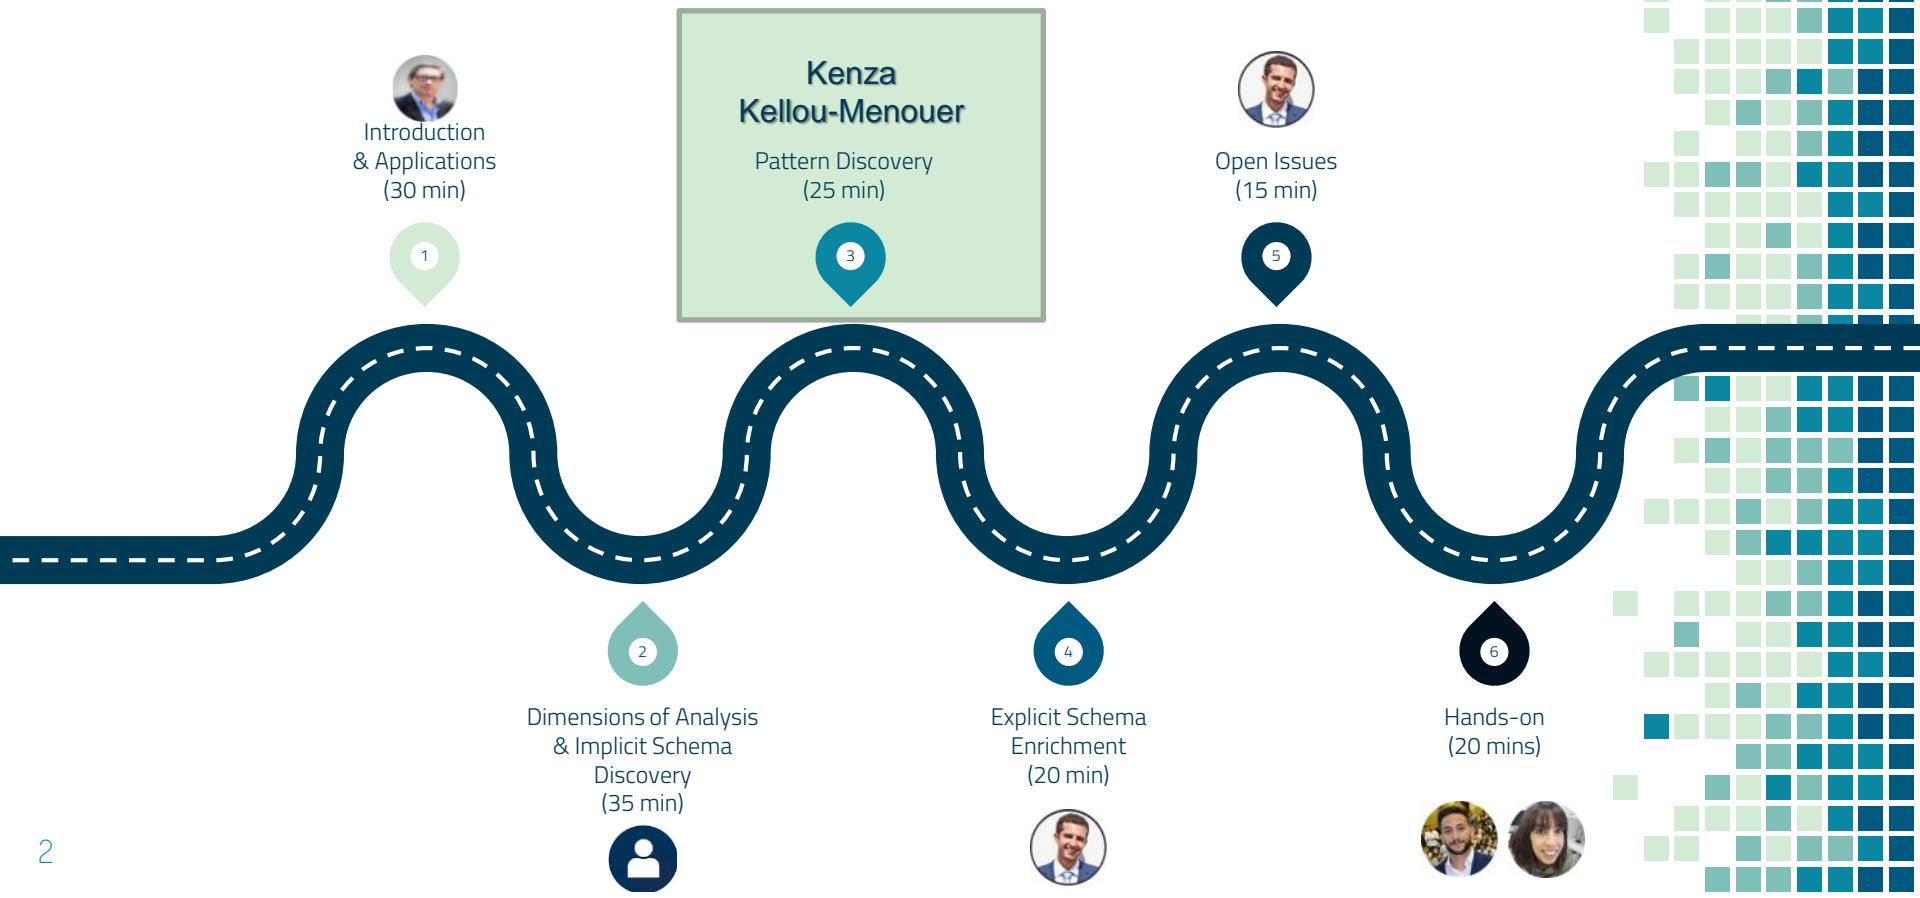 Introduction
& Applications
(30 min)
1
Kenza
Kellou-Menouer
Pattern Discovery
(25 min)
3
Open Issues
(15 min)
5
2
Dimensions of Analysis
& Implicit Schema
Discovery
(35 min)
4
Explicit Schema
Enrichment
(20 min)
6
Hands-on
(20 mins)
2